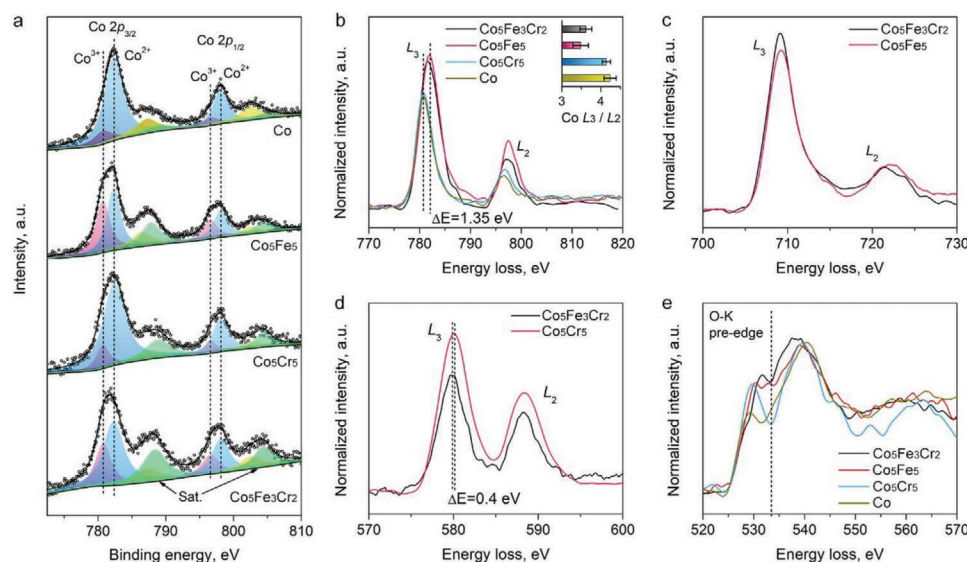 a
Co 2p3/2
Co3+ Co2+
Co 2p1/2
Co3+ Co2+
Co
Co5Fe5
Co5Cr5
Sat.
Co5Fe3Cr2
Intensity, a.u.
780 790 800 810
Binding energy, eV
b
L3
Co5Fe3Cr2
Co5Fe5
Co5Cr5
Co
3 4
Co L3 / L2
L2
ΔE=1.35 eV
Normalized intensity, a.u.
770 780 790 800 810 820
Energy loss, eV
c
L3
Co5Fe3Cr2
Co5Fe5
L2
Normalized intensity, a.u.
700 710 720 730
Energy loss, eV
d
L3
Co5Fe3Cr2
Co5Cr5
L2
ΔE=0.4 eV
Normalized intensity, a.u.
570 580 590 600
Energy loss, eV
e
O-K
pre-edge
Co5Fe3Cr2
Co5Fe5
Co5Cr5
Co
Normalized intensity, a.u.
520 530 540 550 560 570
Energy loss, eV